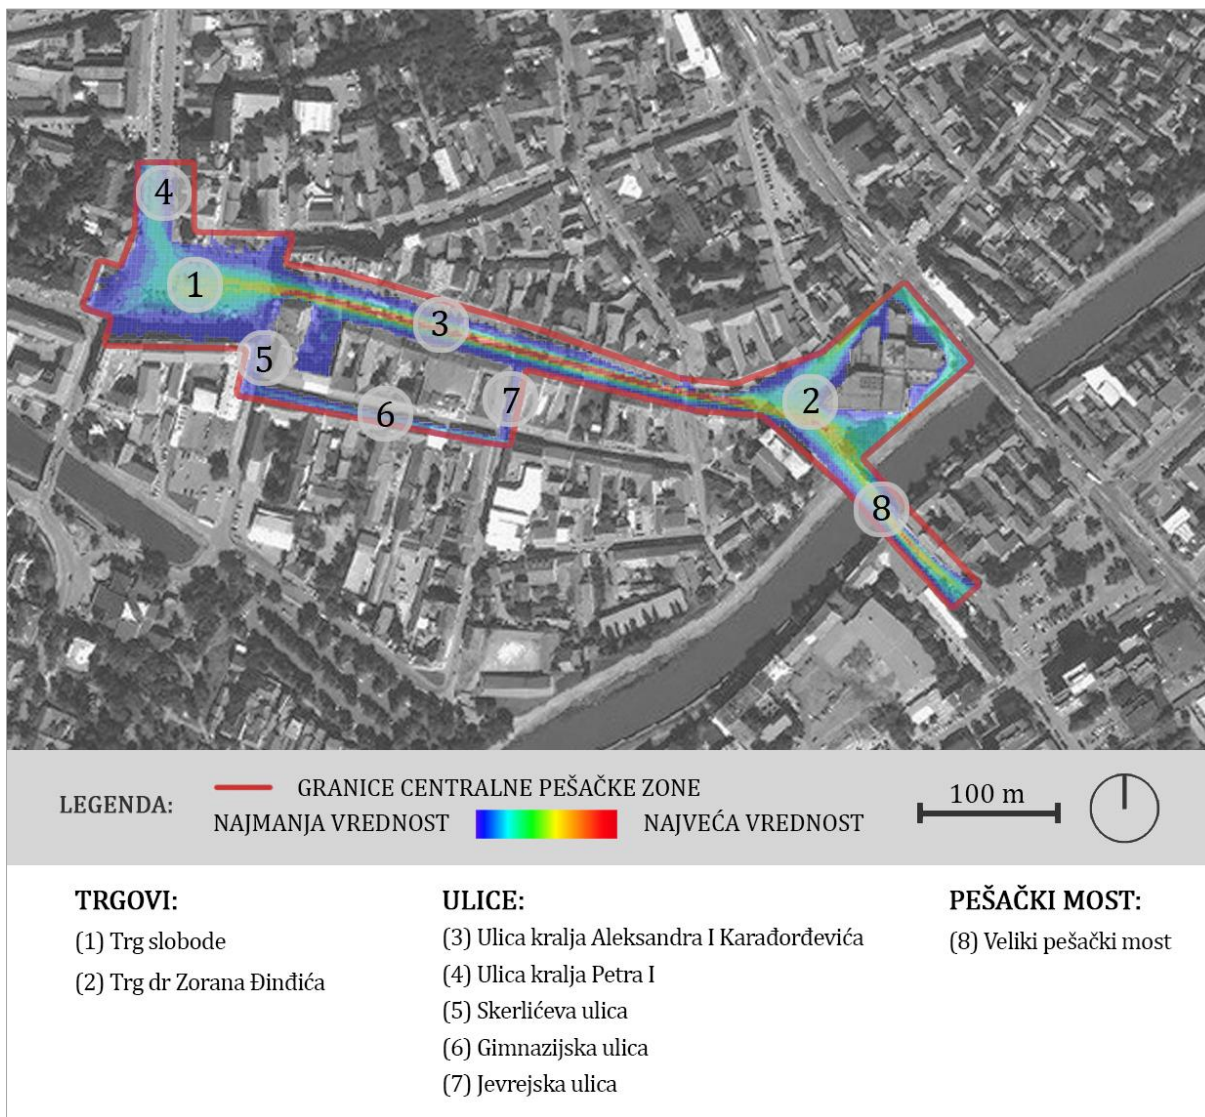 4
1
3
5
7
2
6
8
LEGENDA:
GRANICE CENTRALNE PEŠAČKE ZONE
NAJMANJA VREDNOST
NAJVEĆA VREDNOST
100 m
TRGOVI:
(1) Trg slobode
(2) Trg dr Zorana Đinđića
ULICE:
(3) Ulica kralja Aleksandra I Karađorđevića
(4) Ulica kralja Petra I
(5) Skerlićeva ulica
(6) Gimnazijska ulica
(7) Jevrejska ulica
PEŠAČKI MOST:
(8) Veliki pešački most